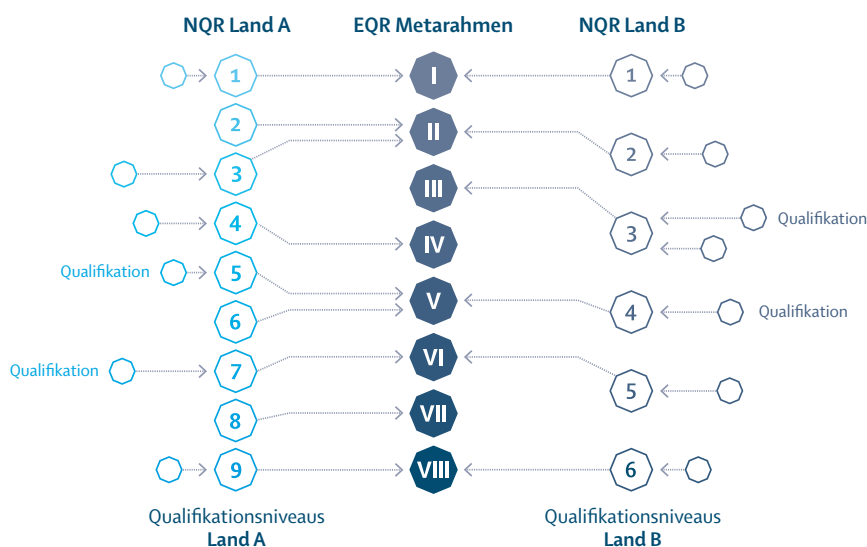 NQR Land A EQR Metarahmen NQR Land B
1 I 1
2 II
2
3
III
4 Qualifikation
3
IV
Qualifikation 5
V
4 Qualifikation
6
VI
Qualifikation 7
5
8 VII
9 VIII 6
Qualifikationsniveaus
Land A
Qualifikationsniveaus
Land B